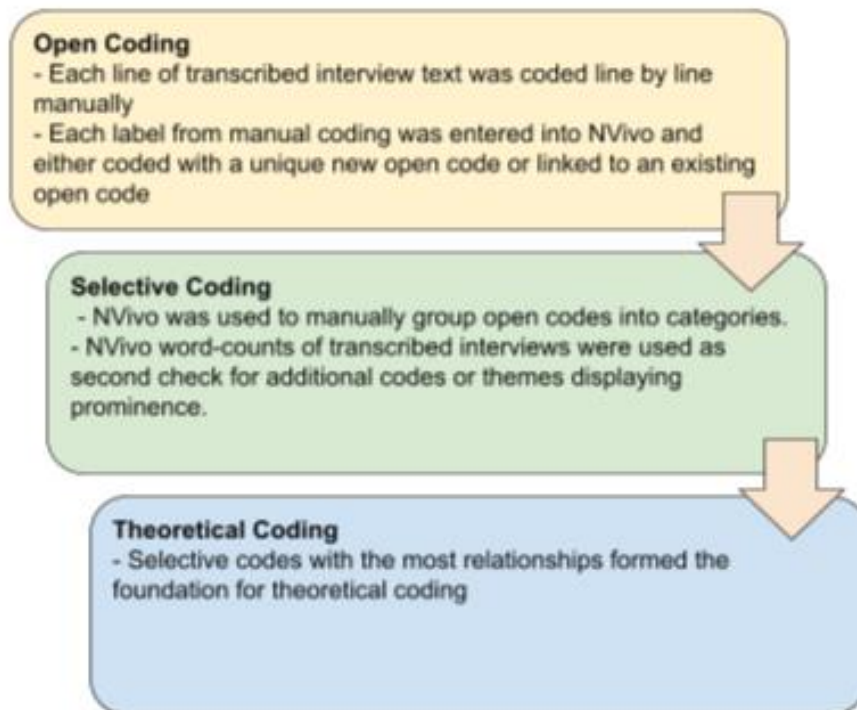 Open Coding
- Each line of transcribed interview text was coded line by line
manually
- Each label from manual coding was entered into NVivo and
either coded with a unique new open code or linked to an existing
open code
Selective Coding
- NVivo was used to manually group open codes into categories.
- NVivo word-counts of transcribed interviews were used as
second check for additional codes or themes displaying
prominence.
Theoretical Coding
- Selective codes with the most relationships formed the
foundation for theoretical coding